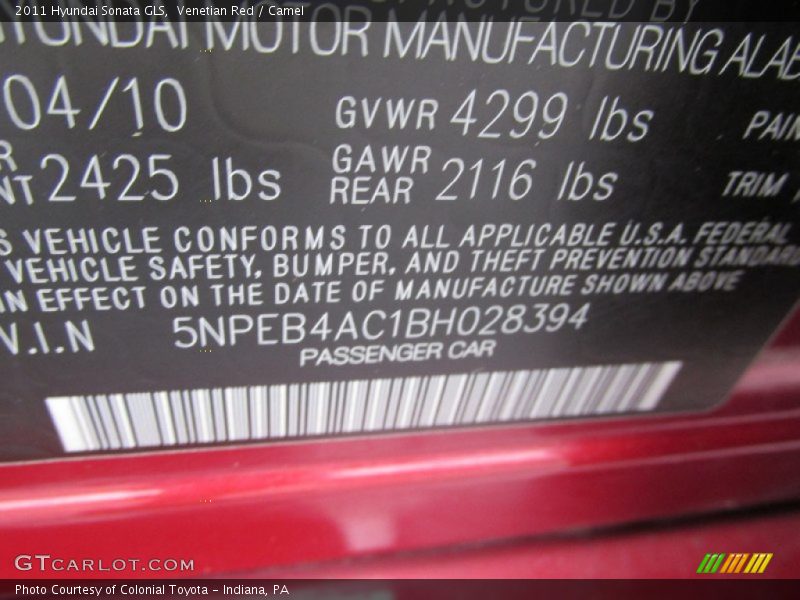 2011 Hyundai Sonata GLS, Venetian Red / Camel
HYUNDAI MOTOR MANUFACTURING ALAB
04/10 GVWR 4299 lbs PAIN
NT 2425 lbs GAWR REAR 2116 lbs TRIM
S VEHICLE CONFORMS TO ALL APPLICABLE U.S.A. FEDERAL
VEHICLE SAFETY, BUMPER, AND THEFT PREVENTION STANDARD
IN EFFECT ON THE DATE OF MANUFACTURE SHOWN ABOVE
V.I.N 5NPEB4AC1BH028394
PASSENGER CAR
GTCARLOT.COM
Photo Courtesy of Colonial Toyota - Indiana, PA